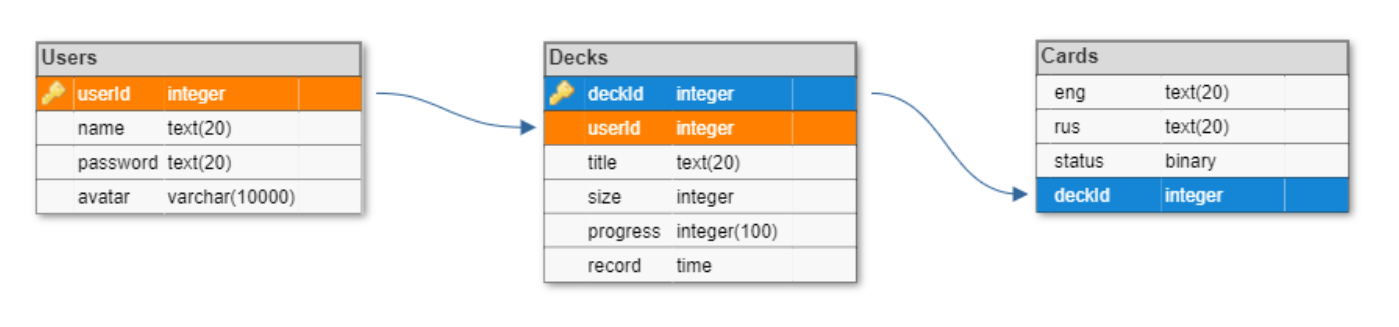 Users
userId integer
name text(20)
password text(20)
avatar varchar(10000)
Decks
deckId integer
userId integer
title text(20)
size integer
progress integer(100)
record time
Cards
eng text(20)
rus text(20)
status binary
deckId integer